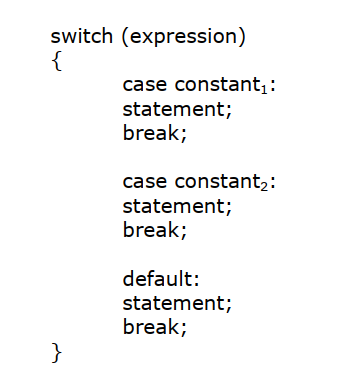 switch (expression)
{
case constant₁:
statement;
break;
case constant₂:
statement;
break;
default:
statement;
break;
}